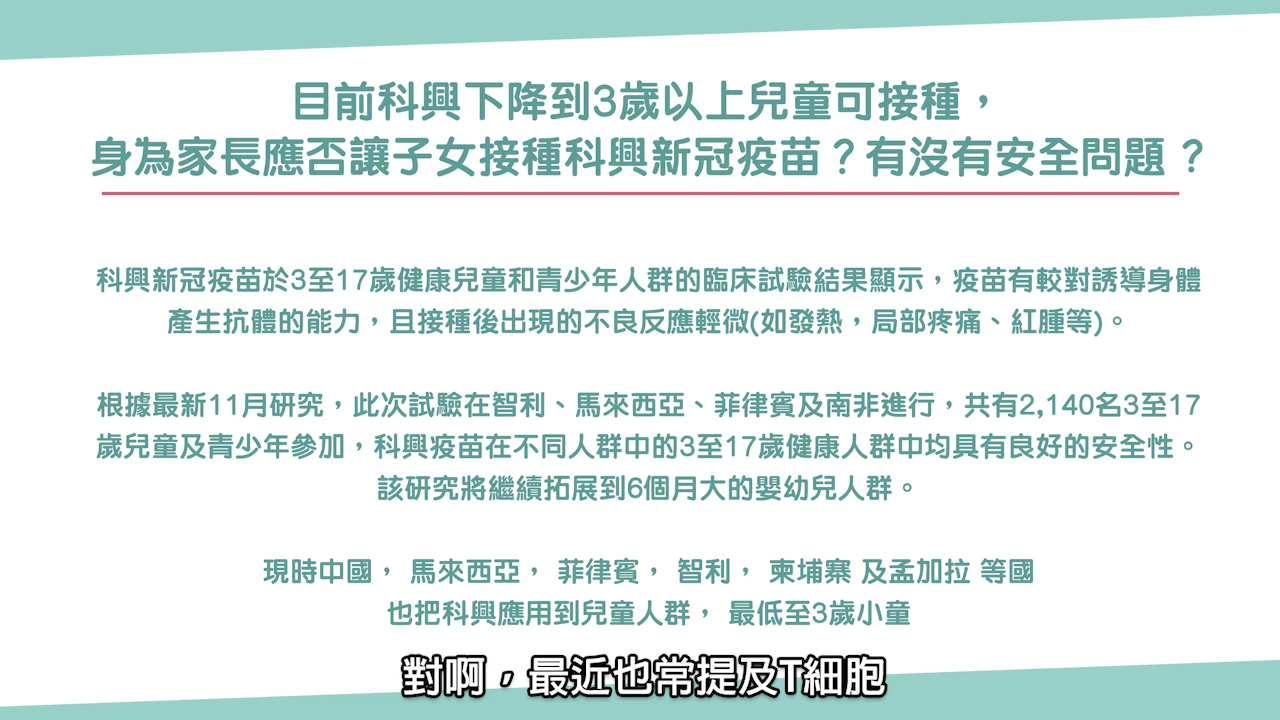 目前科興下降到3歲以上兒童可接種，
身為家長應否讓子女接種科興新冠疫苗？有沒有安全問題？
科興新冠疫苗於3至17歲健康兒童和青少年人群的臨床試驗結果顯示，疫苗有較對誘導身體
產生抗體的能力，且接種後出現的不良反應輕微(如發熱，局部疼痛、紅腫等)。
根據最新11月研究，此次試驗在智利、馬來西亞、菲律賓及南非進行，共有2,140名3至17
歲兒童及青少年參加，科興疫苗在不同人群中的3至17歲健康人群中均具有良好的安全性。
該研究將繼續拓展到6個月大的嬰幼兒人群。
現時中國， 馬來西亞， 菲律賓， 智利， 柬埔寨 及孟加拉 等國
也把科興應用到兒童人群， 最低至3歲小童
對啊，最近也常提及T細胞